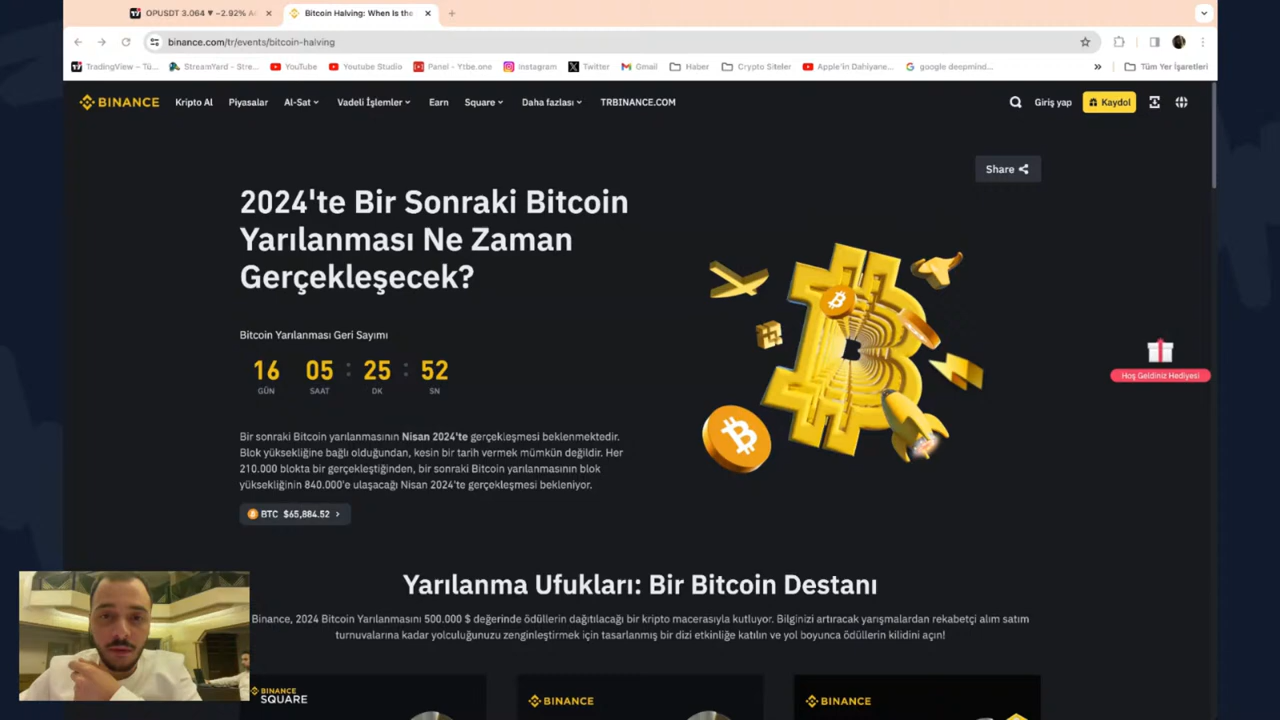 OPUSDT 3.064 ▼ −2.92%
Bitcoin Halving: When Is the
binance.com/tr/events/bitcoin-halving
TradingView – Tü...
StreamYard – Stre...
YouTube
Youtube Studio
Panel - Ytbe.one
Instagram
Twitter
Gmail
Haber
Crypto Siteler
Apple'in Dahiyane...
google deepmind...
»
Tüm Yer İşaretleri
BINANCE
Kripto Al
Piyasalar
Al-Sat
Vadeli İşlemler
Earn
Square
Daha fazlası
TRBINANCE.COM
Giriş yap
Kaydol
Share
2024'te Bir Sonraki Bitcoin
Yarılanması Ne Zaman
Gerçekleşecek?
Bitcoin Yarılanması Geri Sayımı
16 05 : 25 : 52
GÜN SAAT DK SN
Hoş Geldiniz Hediyesi
Bir sonraki Bitcoin yarılanmasının Nisan 2024'te gerçekleşmesi beklenmektedir.
Blok yüksekliğine bağlı olduğundan, kesin bir tarih vermek mümkün değildir. Her
210.000 blokta bir gerçekleştiğinden, bir sonraki Bitcoin yarılanmasının blok
yüksekliğinin 840.000'e ulaşacağı Nisan 2024'te gerçekleşmesi bekleniyor.
BTC $65,884.52
Yarılanma Ufukları: Bir Bitcoin Destanı
Binance, 2024 Bitcoin Yarılanmasını 500.000 $ değerinde ödüllerin dağıtılacağı bir kripto macerasıyla kutluyor. Bilginizi artıracak yarışmalardan rekabetçi alım satım
turnuvalarına kadar yolculuğunuzu zenginleştirmek için tasarlanmış bir dizi etkinliğe katılın ve yol boyunca ödüllerin kilidini açın!
BINANCE
SQUARE
BINANCE
BINANCE